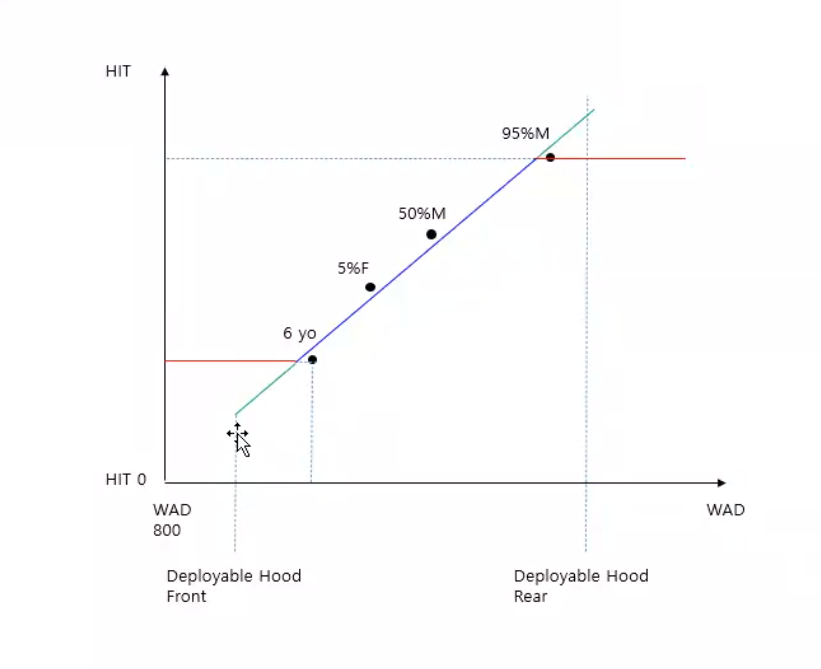 HIT
95%M
50%M
5%F
6 yo
HIT 0
WAD
800
WAD
Deployable Hood
Front
Deployable Hood
Rear